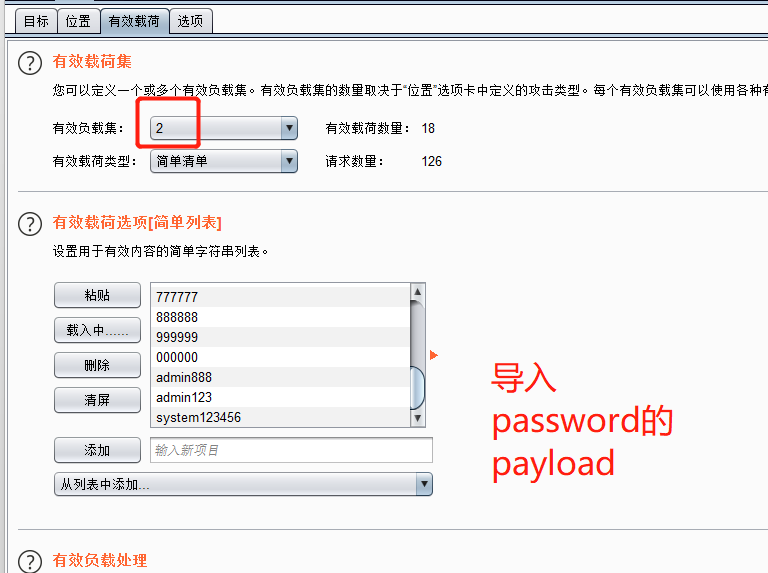 目标 位置 有效载荷 选项
? 有效载荷集
您可以定义一个或多个有效负载集。有效负载集的数量取决于“位置”选项卡中定义的攻击类型。每个有效负载集可以使用各种有
有效负载集： 2 有效载荷数量： 18
有效载荷类型： 简单清单 请求数量： 126
? 有效载荷选项[简单列表]
设置用于有效内容的简单字符串列表。
粘贴
载入中......
删除
清屏
777777
888888
999999
000000
admin888
admin123
system123456
添加 输入新项目
从列表中添加...
导入
password的
payload
? 有效负载处理